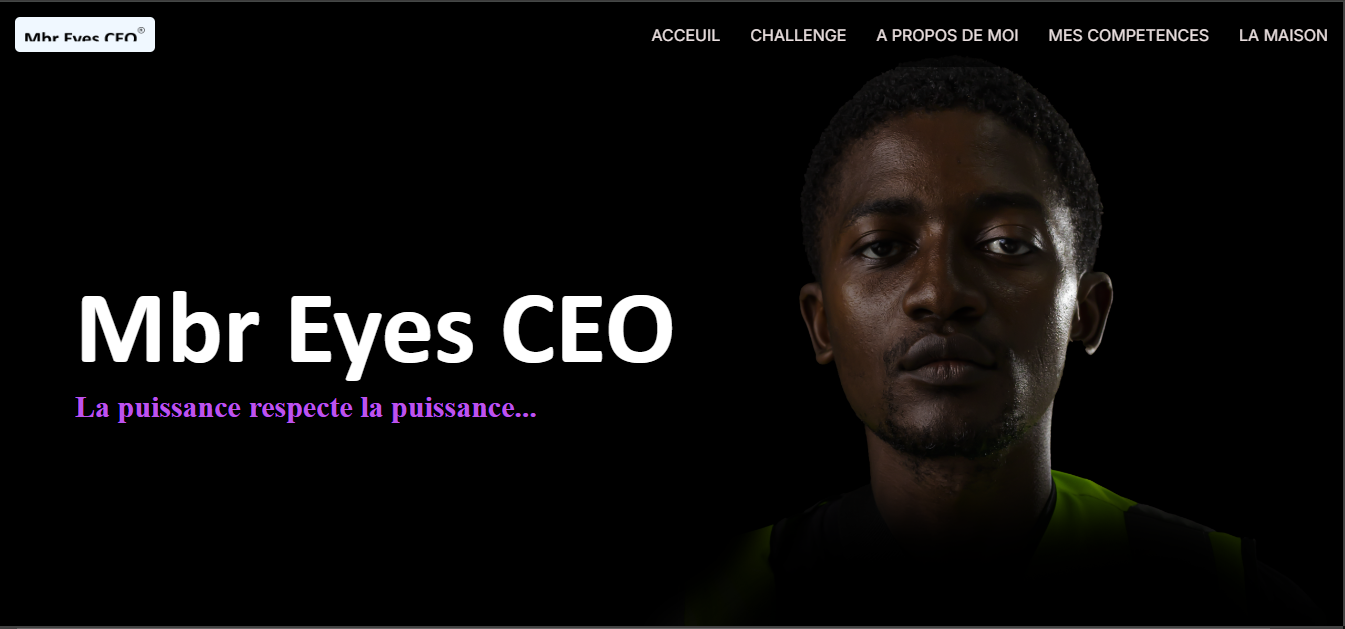 Mbr Eyes CEO®
ACCEUIL CHALLENGE A PROPOS DE MOI MES COMPETENCES LA MAISON
Mbr Eyes CEO
La puissance respecte la puissance...